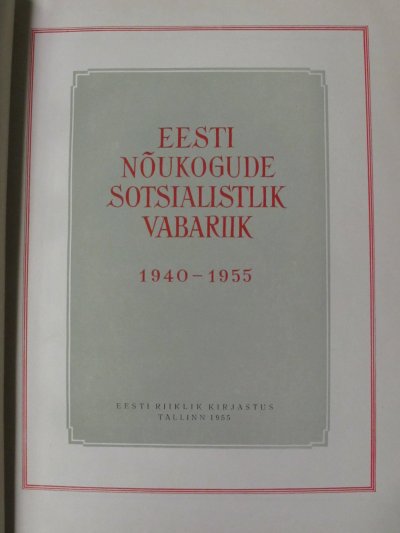 EESTI
NÕUKOGUDE
SOTSIALISTLIK
VABARIIK
1940 – 1955
EESTI RIIKLIK KIRJASTUS
TALLINN 1955